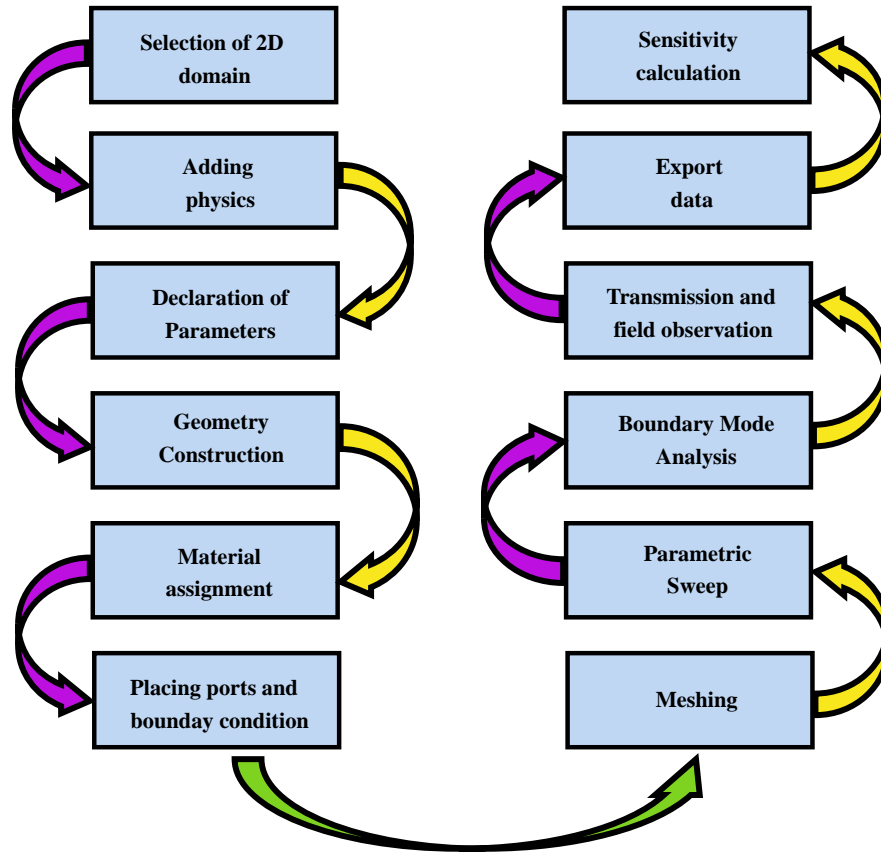 Selection of 2D
domain
Adding
physics
Declaration of
Parameters
Geometry
Construction
Material
assignment
Placing ports and
bounday condition
Meshing
Parametric
Sweep
Boundary Mode
Analysis
Transmission and
field observation
Export
data
Sensitivity
calculation